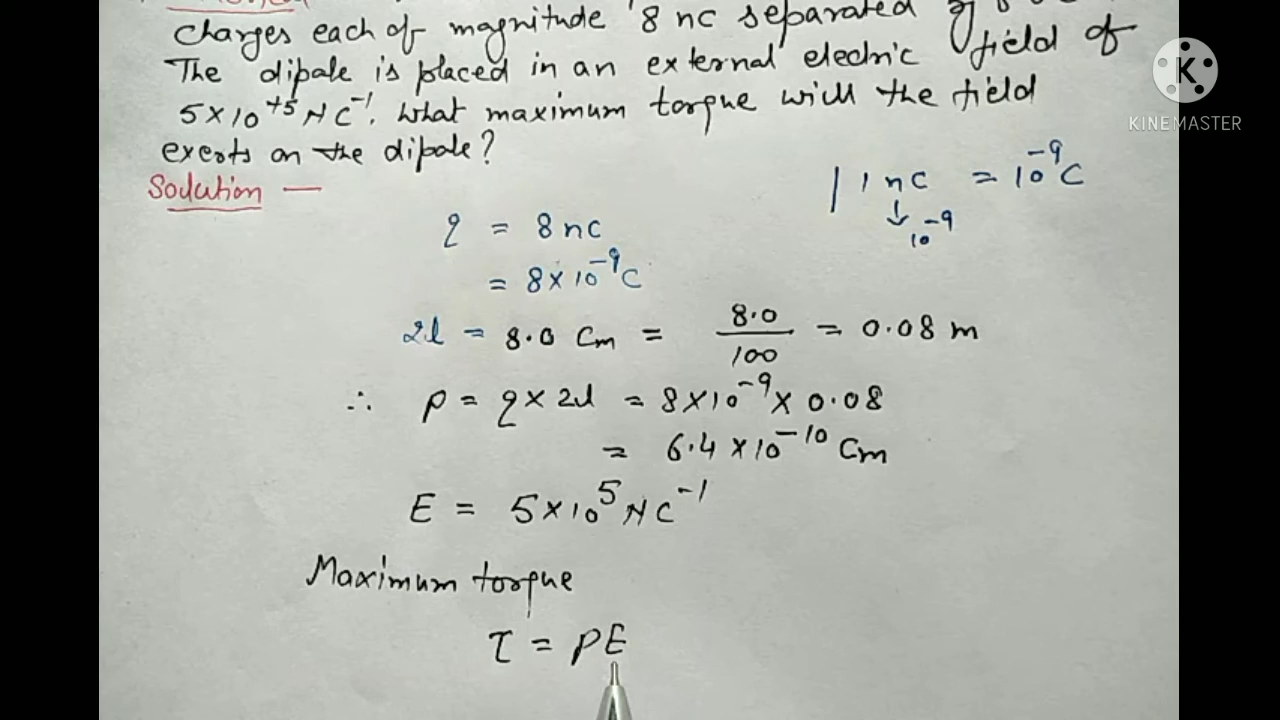 charges each of magnitude 8 nc separated
The dipole is placed in an external electric field of
5×10⁺⁵ N C⁻¹. What maximum torque will the field
exerts on the dipole?
Solution —
| 1 nc = 10⁻⁹ C
↓
10⁻⁹
q = 8 nc
= 8×10⁻⁹ C
2l = 8.0 Cm = 8.0/100 = 0.08 m
∴ p = q × 2l = 8×10⁻⁹ × 0.08
= 6.4 × 10⁻¹⁰ Cm
E = 5×10⁵ N C⁻¹
Maximum torque
τ = PE
K
KINEMASTER